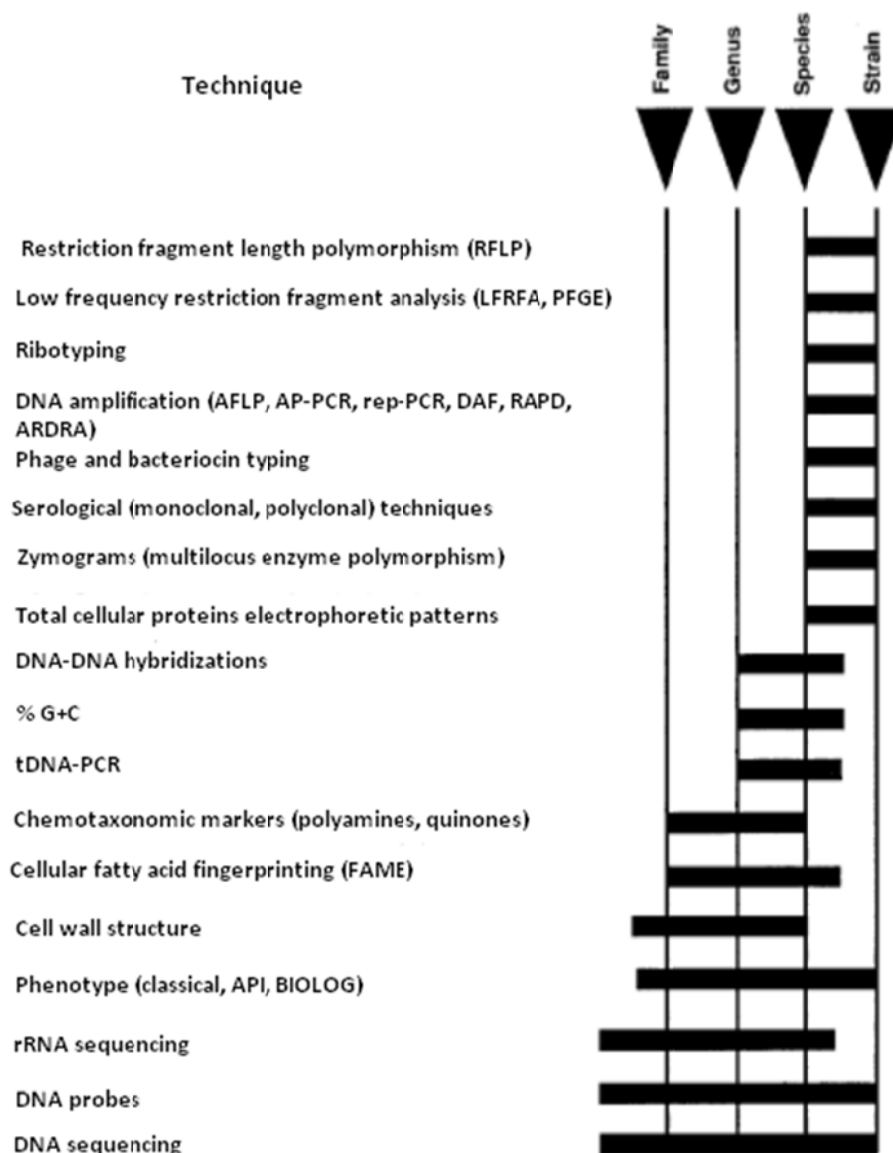 Technique
Family
Genus
Species
Strain
Restriction fragment length polymorphism (RFLP)
Low frequency restriction fragment analysis (LFRFA, PFGE)
Ribotyping
DNA amplification (AFLP, AP-PCR, rep-PCR, DAF, RAPD,
ARDRA)
Phage and bacteriocin typing
Serological (monoclonal, polyclonal) techniques
Zymograms (multilocus enzyme polymorphism)
Total cellular proteins electrophoretic patterns
DNA-DNA hybridizations
% G+C
tDNA-PCR
Chemotaxonomic markers (polyamines, quinones)
Cellular fatty acid fingerprinting (FAME)
Cell wall structure
Phenotype (classical, API, BIOLOG)
rRNA sequencing
DNA probes
DNA sequencing